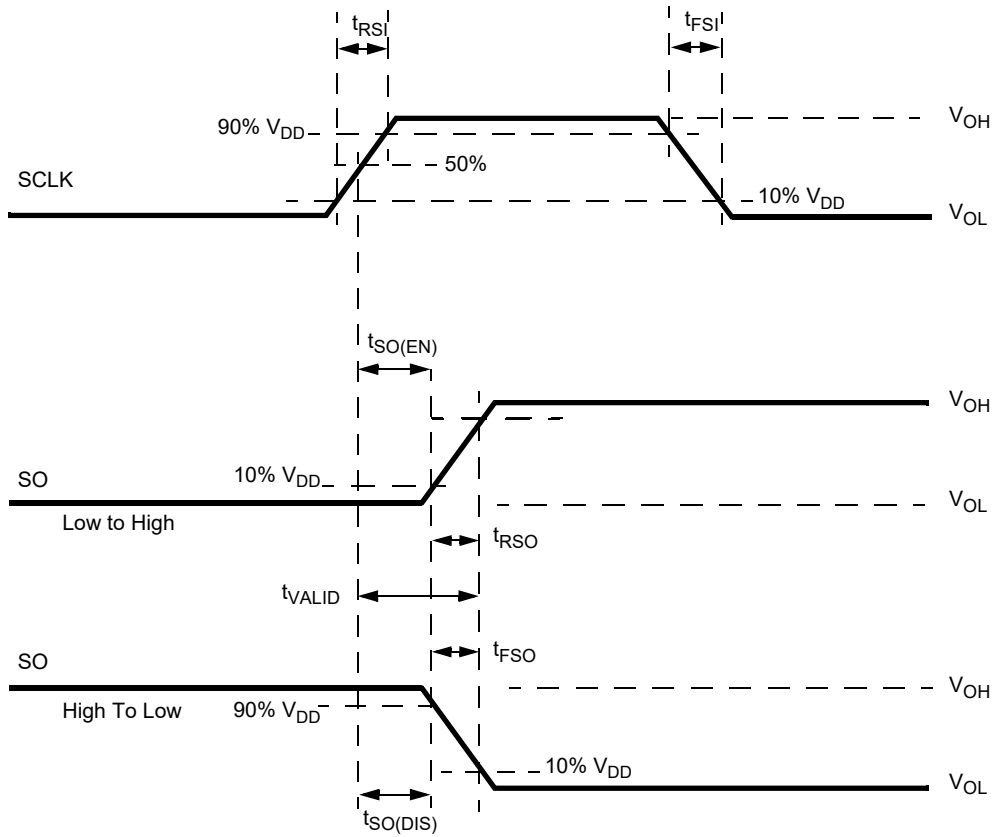 tRSI
tFSI
90% VDD
VOH
50%
SCLK
10% VDD
VOL
tSO(EN)
VOH
SO
10% VDD
VOL
Low to High
tRSO
tVALID
tFSO
SO
VOH
High To Low
90% VDD
10% VDD
VOL
tSO(DIS)